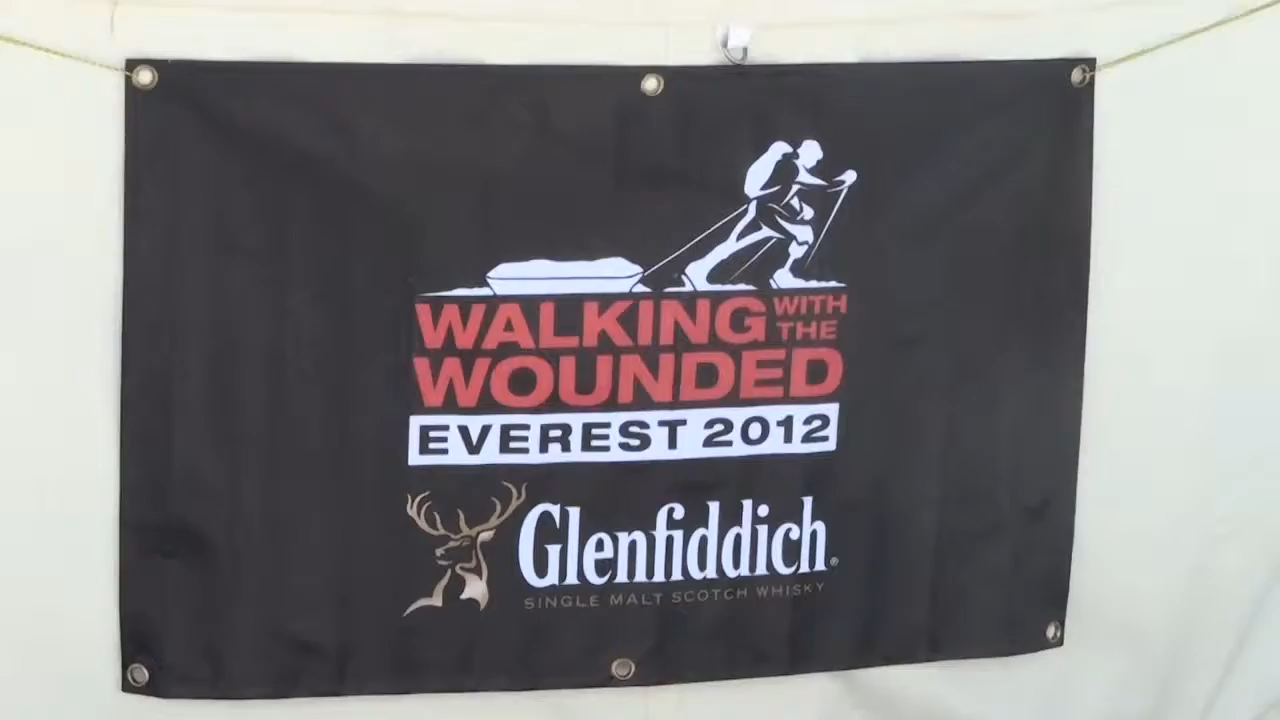 WALKING WITH THE
WOUNDED
EVEREST 2012
Glenfiddich®
SINGLE MALT SCOTCH WHISKY